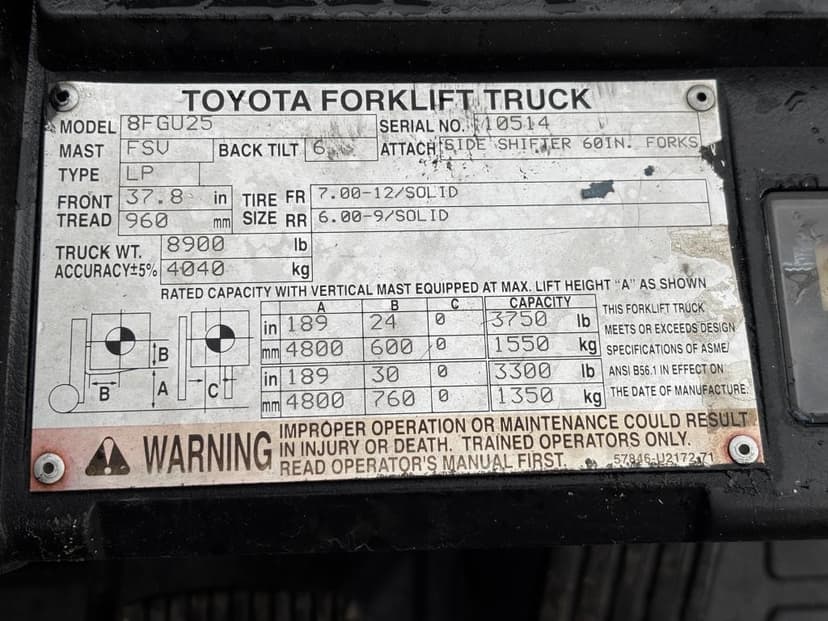 TOYOTA FORKLIFT TRUCK
MODEL 8FGU25 SERIAL NO. 10514
MAST FSV BACK TILT 6 ATTACH SIDE SHIFTER 60IN. FORKS
TYPE LP
FRONT TREAD 37.8 in 960 mm
TIRE SIZE FR 7.00-12/SOLID
RR 6.00-9/SOLID
TRUCK WT. 8900 lb
ACCURACY±5% 4040 kg
RATED CAPACITY WITH VERTICAL MAST EQUIPPED AT MAX. LIFT HEIGHT "A" AS SHOWN
A B C CAPACITY
in 189 24 0 3750 lb
mm 4800 600 0 1550 kg
in 189 30 0 3300 lb
mm 4800 760 0 1350 kg
B
B A C
THIS FORKLIFT TRUCK
MEETS OR EXCEEDS DESIGN
SPECIFICATIONS OF ASME/
ANSI B56.1 IN EFFECT ON
THE DATE OF MANUFACTURE.
WARNING
IMPROPER OPERATION OR MAINTENANCE COULD RESULT
IN INJURY OR DEATH. TRAINED OPERATORS ONLY.
READ OPERATOR'S MANUAL FIRST.
57846-U2172-71